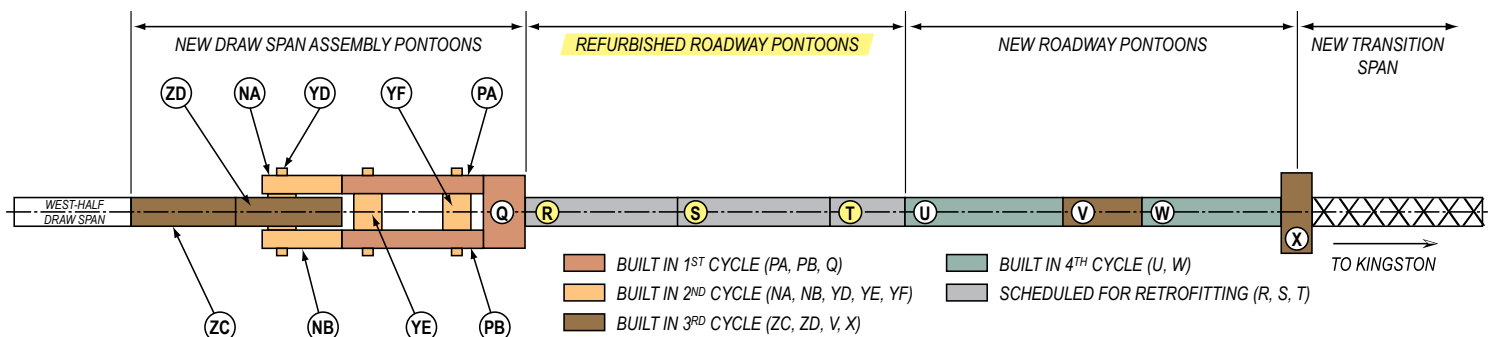 NEW DRAW SPAN ASSEMBLY PONTOONS
REFURBISHED ROADWAY PONTOONS
NEW ROADWAY PONTOONS
NEW TRANSITION
SPAN
ZD
NA
YD
YF
PA
WEST-HALF
DRAW SPAN
Q
R
S
T
U
V
W
X
ZC
NB
YE
PB
TO KINGSTON
BUILT IN 1ST CYCLE (PA, PB, Q)
BUILT IN 2ND CYCLE (NA, NB, YD, YE, YF)
BUILT IN 3RD CYCLE (ZC, ZD, V, X)
BUILT IN 4TH CYCLE (U, W)
SCHEDULED FOR RETROFITTING (R, S, T)